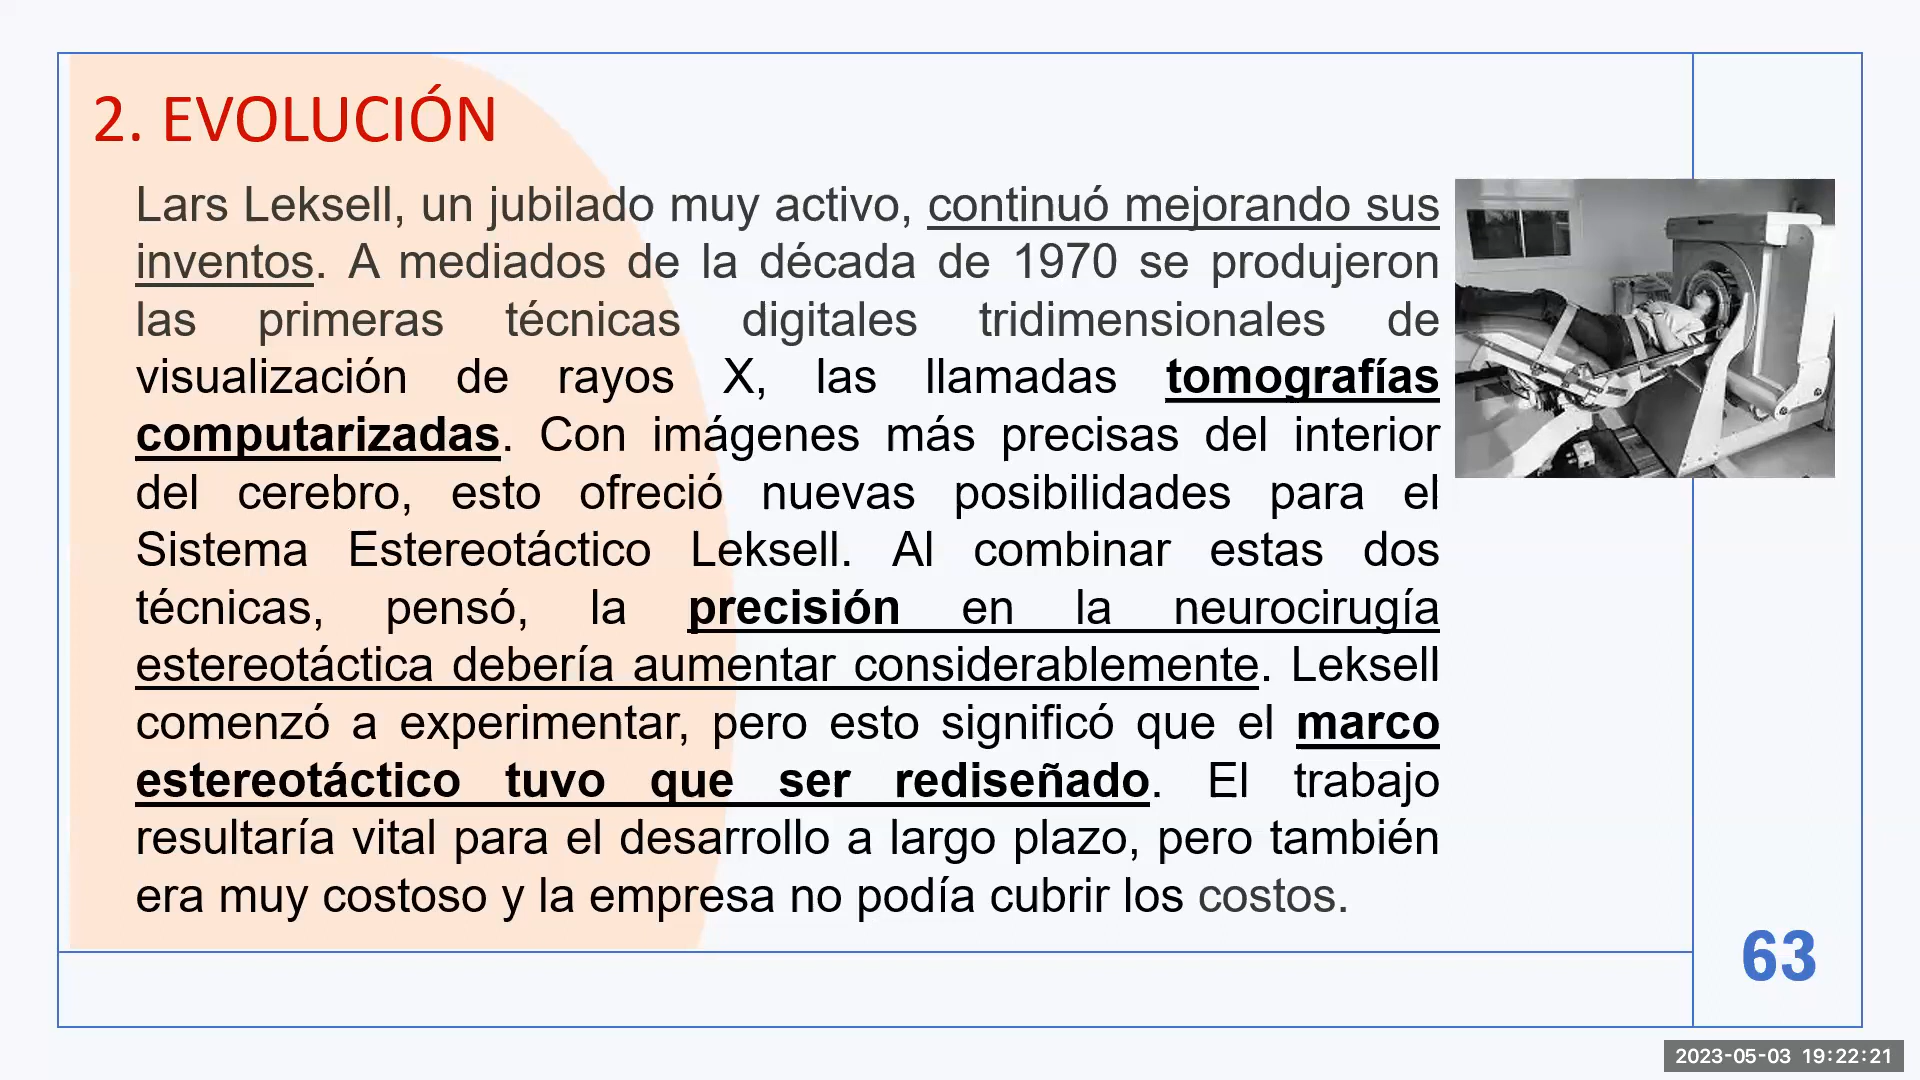 2. EVOLUCIÓN
Lars Leksell, un jubilado muy activo, continuó mejorando sus
inventos. A mediados de la década de 1970 se produjeron
las primeras técnicas digitales tridimensionales de
visualización de rayos X, las llamadas tomografías
computarizadas. Con imágenes más precisas del interior
del cerebro, esto ofreció nuevas posibilidades para el
Sistema Estereotáctico Leksell. Al combinar estas dos
técnicas, pensó, la precisión en la neurocirugía
estereotáctica debería aumentar considerablemente. Leksell
comenzó a experimentar, pero esto significó que el marco
estereotáctico tuvo que ser rediseñado. El trabajo
resultaría vital para el desarrollo a largo plazo, pero también
era muy costoso y la empresa no podía cubrir los costos.
63
2023-05-03 19:22:21